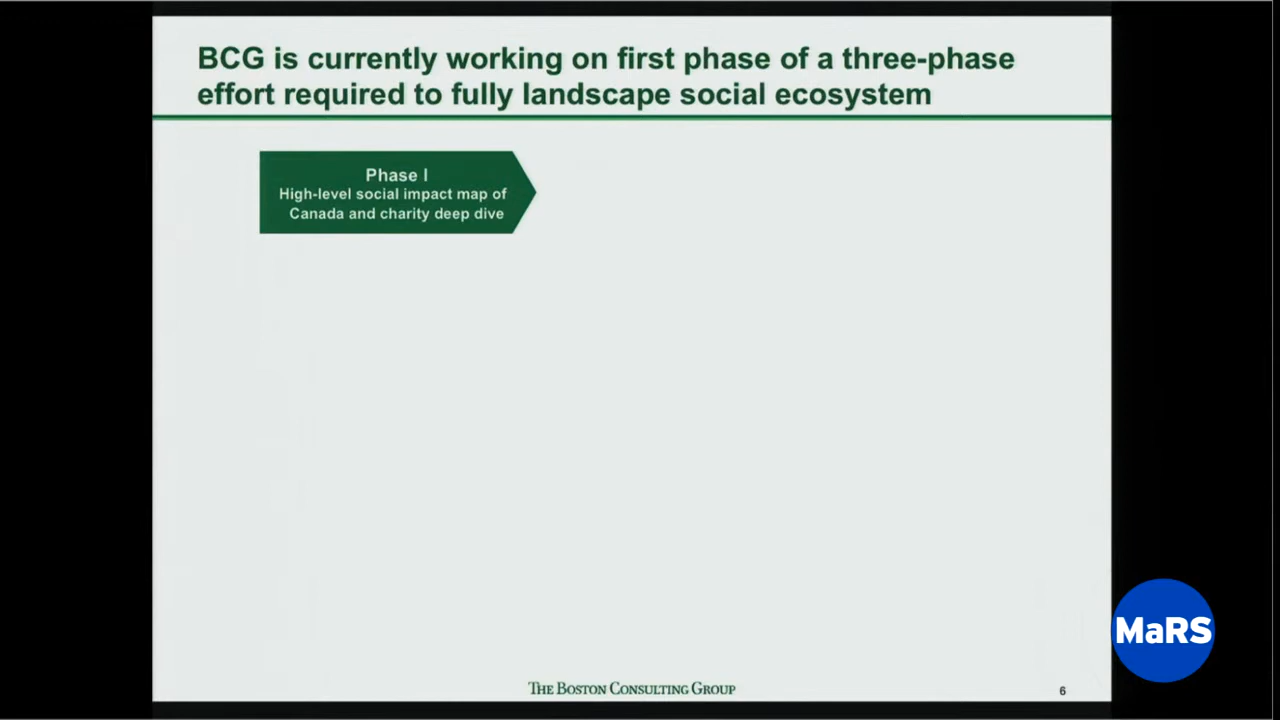 BCG is currently working on first phase of a three-phase
effort required to fully landscape social ecosystem
Phase I
High-level social impact map of
Canada and charity deep dive
THE BOSTON CONSULTING GROUP
6
MaRS